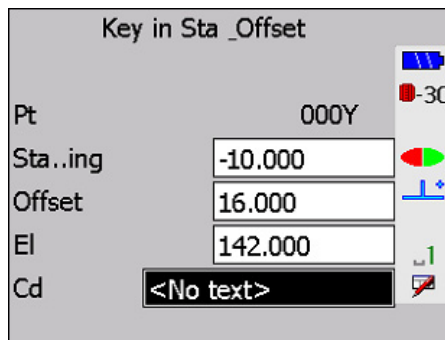 Key in Sta _Offset
-30
Pt 000Y
Sta..ing -10.000
Offset 16.000
El 142.000
1
Cd <No text>